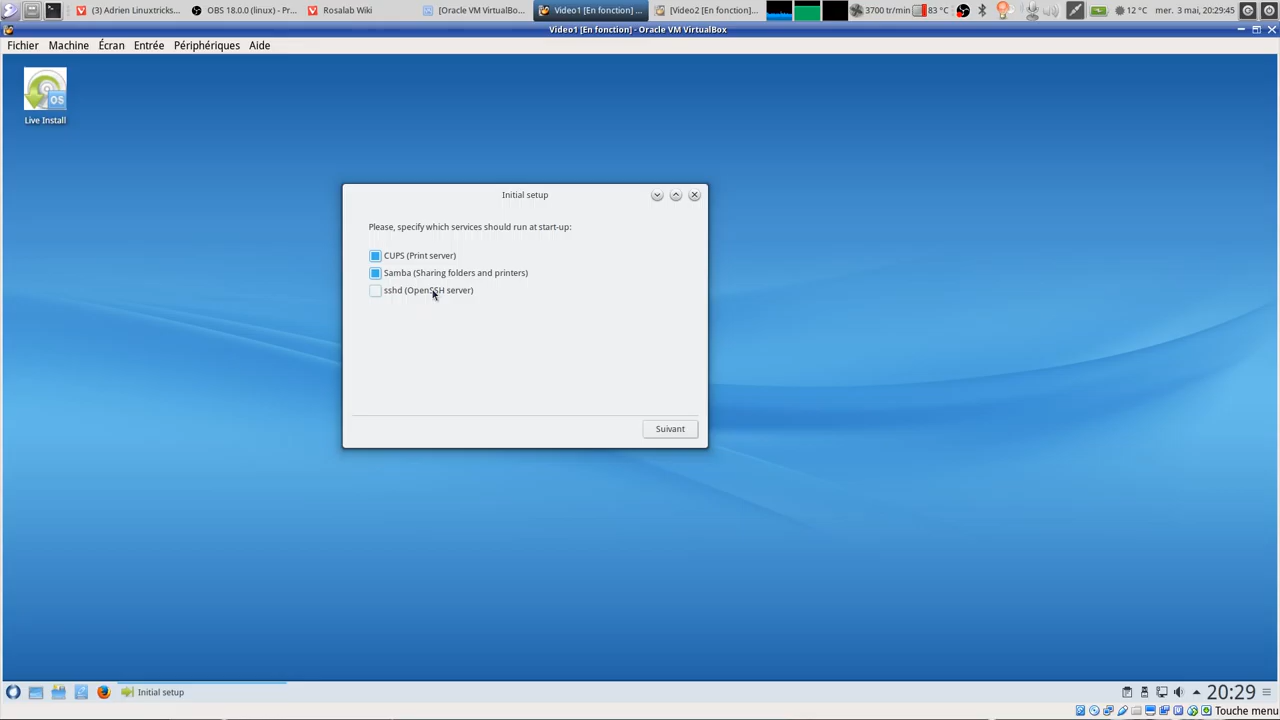 (3) Adrien Linuxtricks...
OBS 18.0.0 (linux) - Pr...
Rosalab Wiki
[Oracle VM VirtualBo...
Video1 [En fonction] ...
[Video2 [En fonction]...
3700 tr/min
83 °C
12 °C
mer. 3 mai, 20:29:45
Video1 [En fonction] - Oracle VM VirtualBox
Fichier Machine Écran Entrée Périphériques Aide
OS
Live Install
Initial setup
Please, specify which services should run at start-up:
CUPS (Print server)
Samba (Sharing folders and printers)
sshd (OpenSSH server)
Suivant
Initial setup
20:29
Touche menu